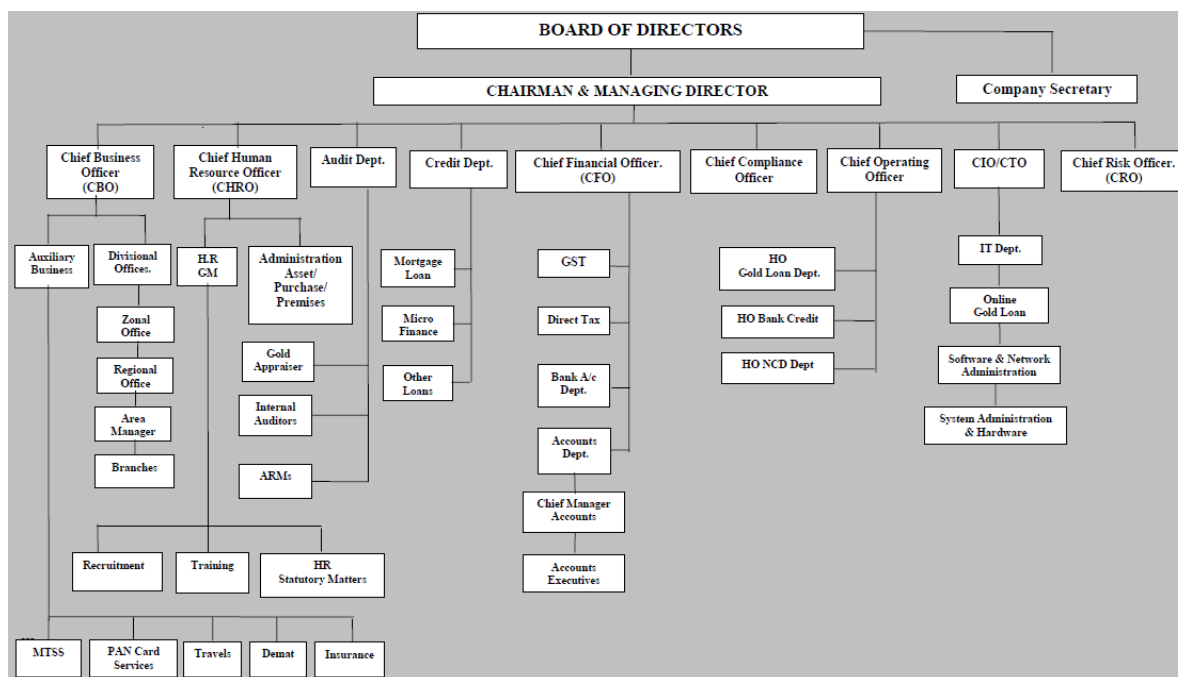 BOARD OF DIRECTORS
CHAIRMAN & MANAGING DIRECTOR
Company Secretary
Chief Business
Officer
(CBO)
Chief Human
Resource Officer
(CHRO)
Audit Dept.
Credit Dept.
Chief Financial Officer.
(CFO)
Chief Compliance
Officer
Chief Operating
Officer
CIO/CTO
Chief Risk Officer.
(CRO)
Auxiliary
Business
Divisional
Offices.
H.R
GM
Administration
Asset/
Purchase/
Premises
Mortgage
Loan
GST
HO
Gold Loan Dept.
IT Dept.
Online
Gold Loan
Zonal
Office
Micro
Finance
Direct Tax
HO Bank Credit
Gold
Appraiser
Regional
Office
Other
Loans
Bank A/c
Dept.
HO NCD Dept
Software & Network
Administration
Area
Manager
Internal
Auditors
System Administration
& Hardware
Branches
ARMs
Accounts
Dept.
Chief Manager
Accounts
Recruitment
Training
HR
Statutory Matters
Accounts
Executives
MTSS
PAN Card
Services
Travels
Demat
Insurance